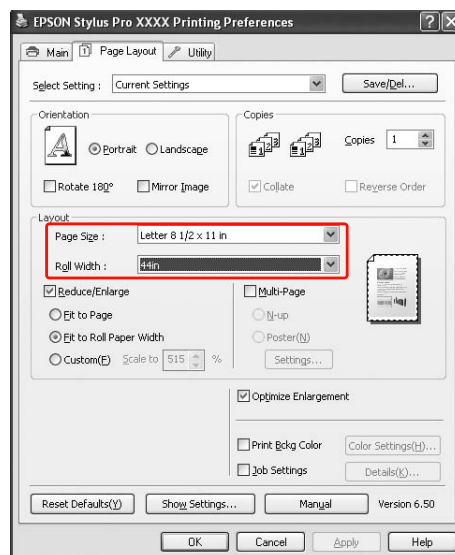 EPSON Stylus Pro XXXX Printing Preferences
Main Page Layout Utility
Select Setting : Current Settings Save/Del...
Orientation Copies
Portrait Landscape Copies 1
Rotate 180° Mirror Image Collate Reverse Order
Layout
Page Size : Letter 8 1/2 x 11 in
Roll Width : 44in
Reduce/Enlarge Multi-Page
Fit to Page N-up
Fit to Roll Paper Width Poster(N)
Custom(F) Scale to 515 % Settings...
Optimize Enlargement
Print Bckg Color Color Settings(H)...
Job Settings Details(K)...
Reset Defaults(Y) Show Settings... Manual Version 6.50
OK Cancel Apply Help